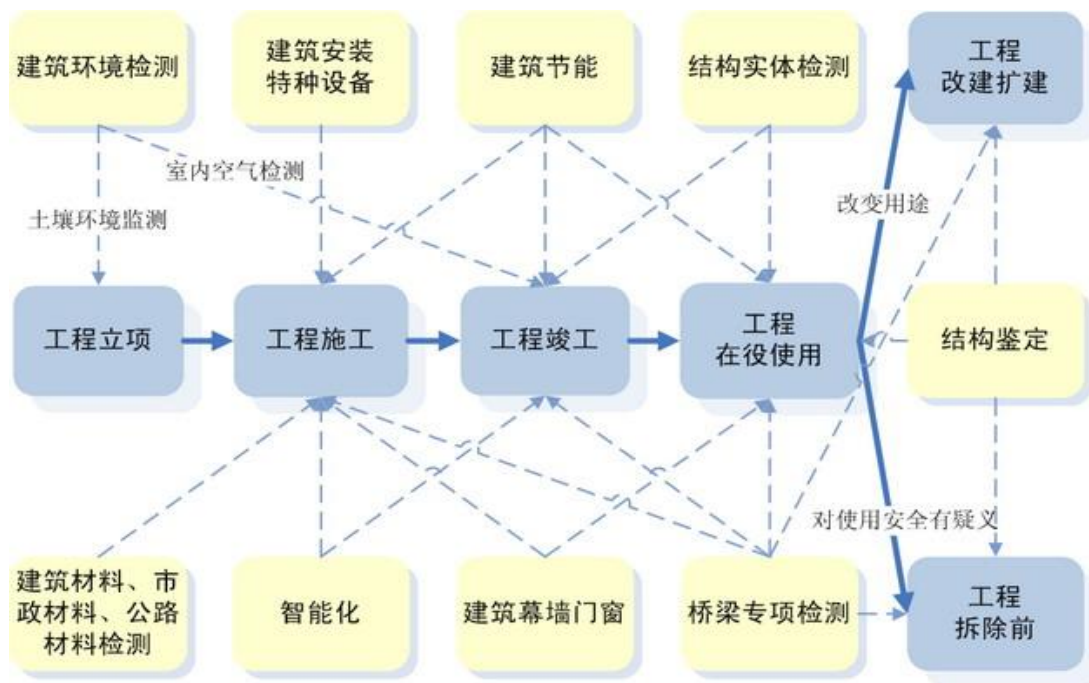 建筑环境检测
建筑安装
特种设备
建筑节能
结构实体检测
工程
改建扩建
室内空气检测
土壤环境监测
改变用途
工程立项
工程施工
工程竣工
工程
在役使用
结构鉴定
对使用安全有疑义
建筑材料、市
政材料、公路
材料检测
智能化
建筑幕墙门窗
桥梁专项检测
工程
拆除前